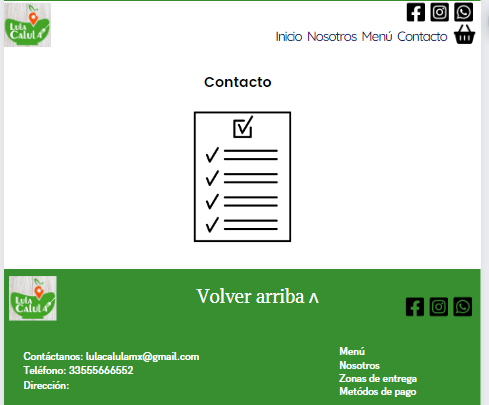 Lula
Calula
Inicio Nosotros Menú Contacto
Contacto
Lula
Calula
Volver arriba ʌ
Contáctanos: lulacalulamx@gmail.com
Teléfono: 33555666552
Dirección:
Menú
Nosotros
Zonas de entrega
Metódos de pago